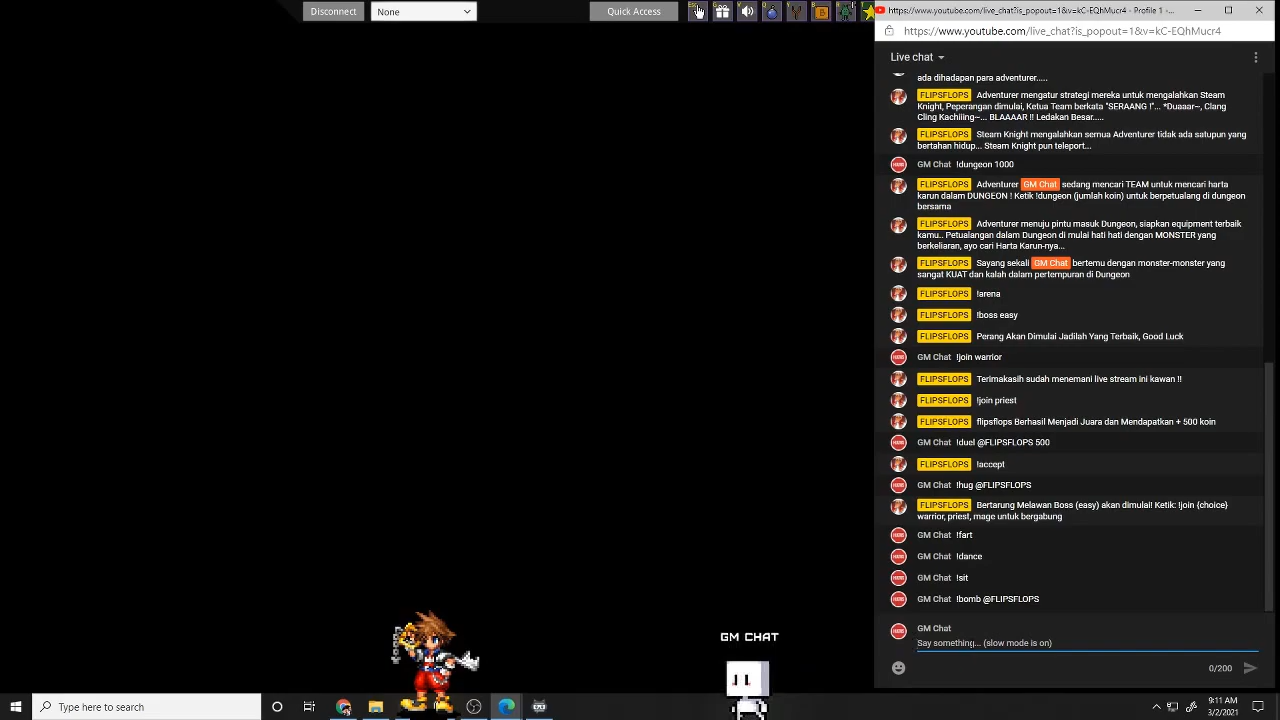 Disconnect
None
Quick Access
https://www.youtube.com/live_chat?is_popout=1&v=kC-EQhMucr4 - Profile 1 -...
https://www.youtube.com/live_chat?is_popout=1&v=kC-EQhMucr4
Live chat
ada dihadapan para adventurer.....
FLIPSFLOPS Adventurer mengatur strategi mereka untuk mengalahkan Steam
Knight, Peperangan dimulai, Ketua Team berkata "SERAANG !"... *Duaaar~, Clang
Cling Kachiiing~... BLAAAAR !! Ledakan Besar.....
FLIPSFLOPS Steam Knight mengalahkan semua Adventurer tidak ada satupun yang
bertahan hidup... Steam Knight pun teleport...
GM Chat !dungeon 1000
FLIPSFLOPS Adventurer GM Chat sedang mencari TEAM untuk mencari harta
karun dalam DUNGEON ! Ketik !dungeon (jumlah koin) untuk berpetualang di dungeon
bersama
FLIPSFLOPS Adventurer menuju pintu masuk Dungeon, siapkan equipment terbaik
kamu.. Petualangan dalam Dungeon di mulai hati hati dengan MONSTER yang
berkeliaran, ayo cari Harta Karun-nya...
FLIPSFLOPS Sayang sekali GM Chat bertemu dengan monster-monster yang
sangat KUAT dan kalah dalam pertempuran di Dungeon
FLIPSFLOPS !arena
FLIPSFLOPS !boss easy
FLIPSFLOPS Perang Akan Dimulai Jadilah Yang Terbaik, Good Luck
GM Chat !join warrior
FLIPSFLOPS Terimakasih sudah menemani live stream ini kawan !!
FLIPSFLOPS !join priest
FLIPSFLOPS flipsflops Berhasil Menjadi Juara dan Mendapatkan + 500 koin
GM Chat !duel @FLIPSFLOPS 500
FLIPSFLOPS !accept
GM Chat !hug @FLIPSFLOPS
FLIPSFLOPS Bertarung Melawan Boss (easy) akan dimulai! Ketik: !join {choice}
warrior, priest, mage untuk bergabung
GM Chat !fart
GM Chat !dance
GM Chat !sit
GM Chat !bomb @FLIPSFLOPS
GM Chat
Say something... (slow mode is on)
0/200
GM CHAT
Type here to search
9:11 AM
3/2/2021